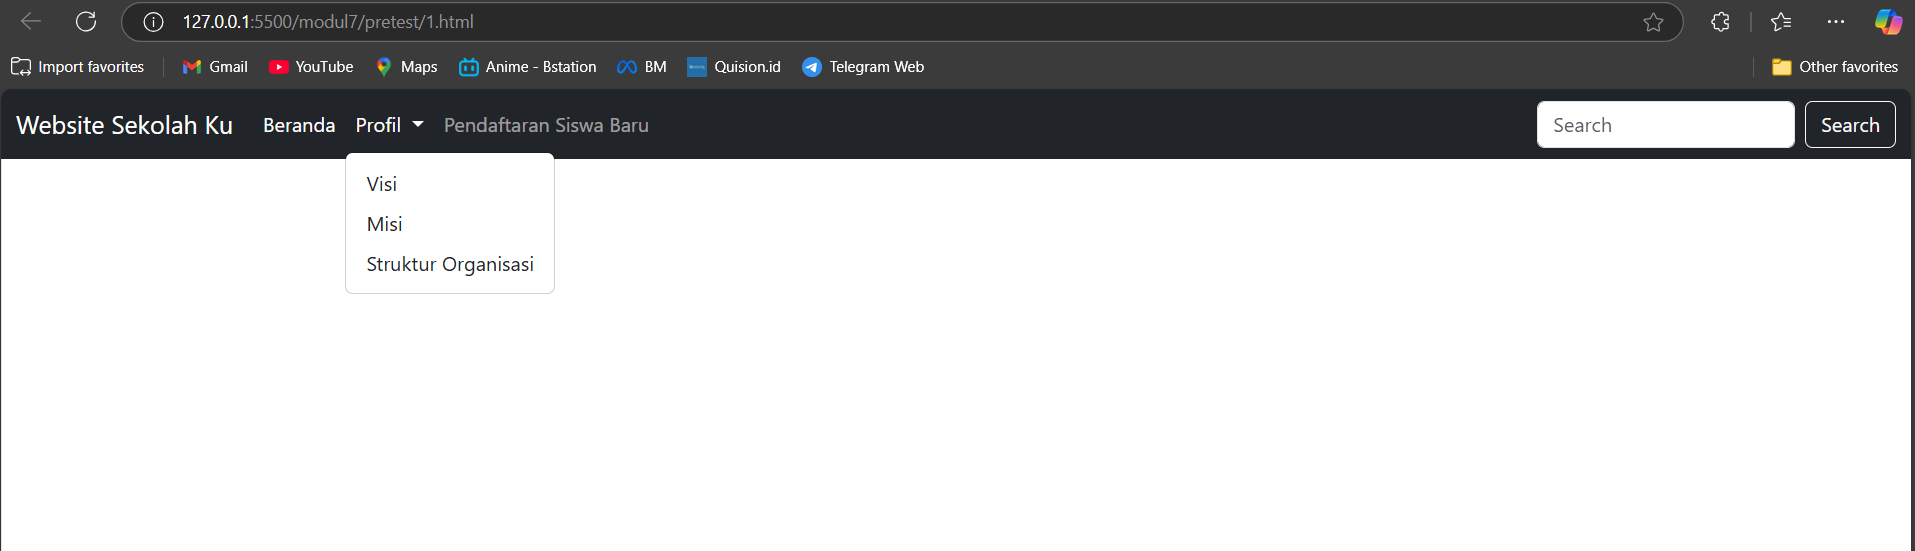 127.0.0.1:5500/modul7/pretest/1.html
Import favorites Gmail YouTube Maps Anime - Bstation BM Quision.id Telegram Web Other favorites
Website Sekolah Ku Beranda Profil Pendaftaran Siswa Baru Search Search
Visi
Misi
Struktur Organisasi